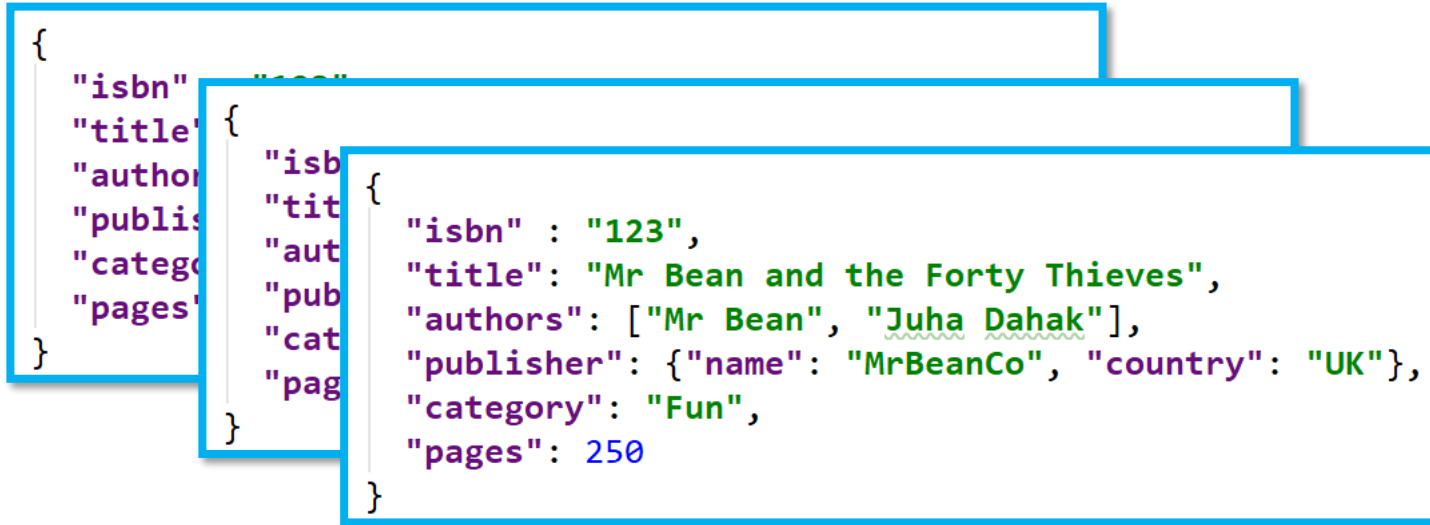 {
"isbn"
"title"
{
"publis
"catego
"isb
"tit
"author
"aut
"pub
"cat
"pag
"pages"
}
}
{
"isbn" : "123",
"title": "Mr Bean and the Forty Thieves",
"authors": ["Mr Bean", "Juha Dahak"],
"publisher": {"name": "MrBeanCo", "country": "UK"},
"category": "Fun",
"pages": 250
}